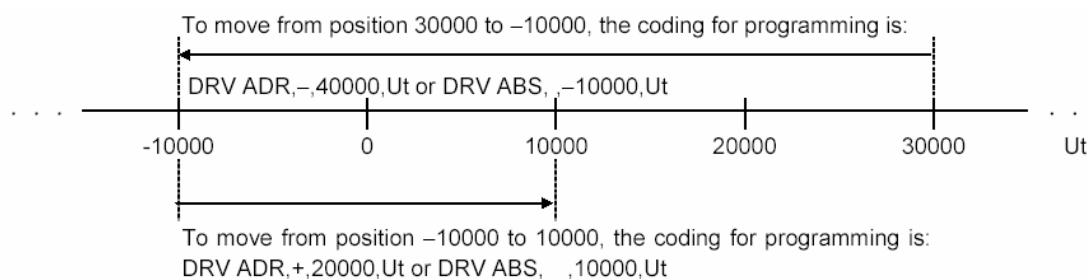 To move from position 30000 to –10000, the coding for programming is:
DRV ADR,–,40000,Ut or DRV ABS, ,–10000,Ut
. . . -10000 0 10000 20000 30000 Ut . .
To move from position –10000 to 10000, the coding for programming is:
DRV ADR,+,20000,Ut or DRV ABS, ,10000,Ut